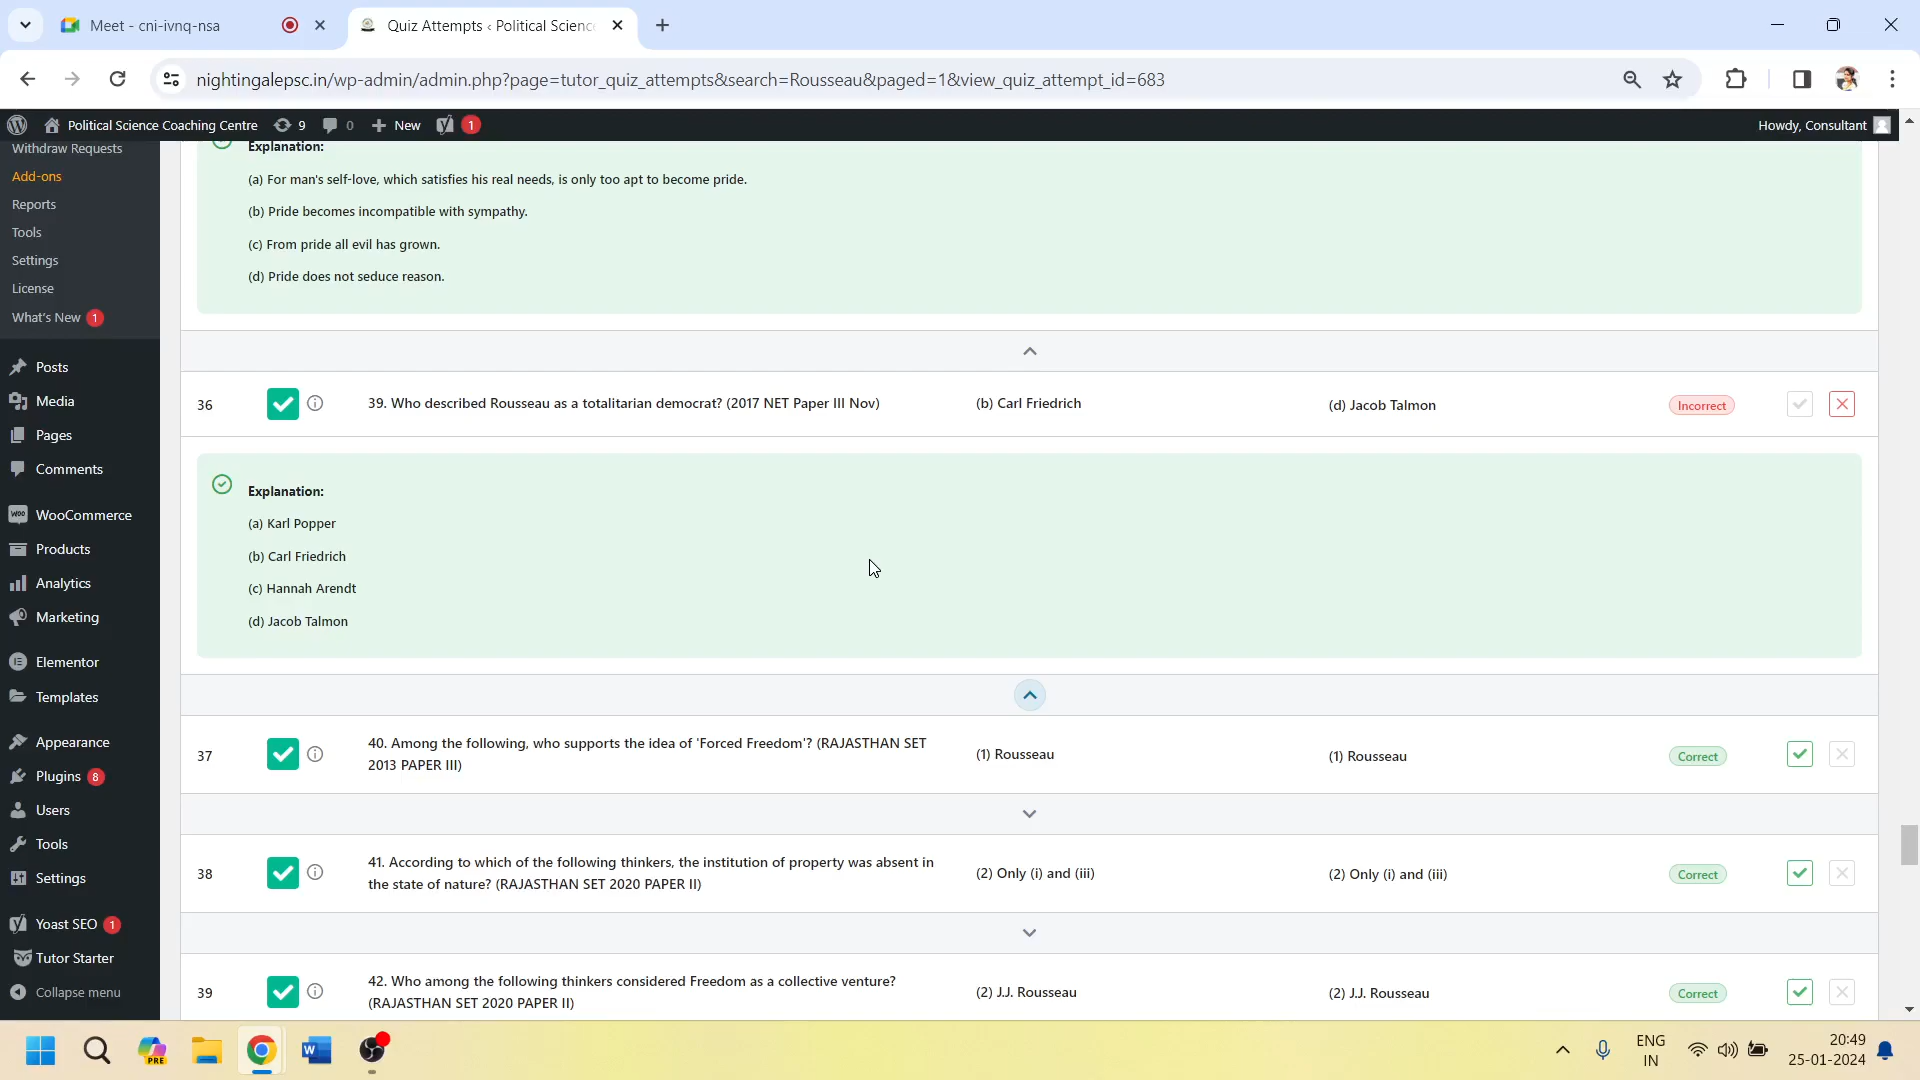 Meet - cni-ivnq-nsa
Quiz Attempts ‹ Political Science
nightingalepsc.in/wp-admin/admin.php?page=tutor_quiz_attempts&search=Rousseau&paged=1&view_quiz_attempt_id=683
Political Science Coaching Centre 9 0 New 1 Howdy, Consultant
Withdraw Requests
Add-ons
Reports
Tools
Settings
License
What's New 1
Posts
Media
Pages
Comments
WooCommerce
Products
Analytics
Marketing
Elementor
Templates
Appearance
Plugins 8
Users
Tools
Settings
Yoast SEO 1
Tutor Starter
Collapse menu
Explanation:
(a) For man's self-love, which satisfies his real needs, is only too apt to become pride.
(b) Pride becomes incompatible with sympathy.
(c) From pride all evil has grown.
(d) Pride does not seduce reason.
36 39. Who described Rousseau as a totalitarian democrat? (2017 NET Paper III Nov) (b) Carl Friedrich (d) Jacob Talmon Incorrect
Explanation:
(a) Karl Popper
(b) Carl Friedrich
(c) Hannah Arendt
(d) Jacob Talmon
37 40. Among the following, who supports the idea of 'Forced Freedom'? (RAJASTHAN SET
2013 PAPER III) (1) Rousseau (1) Rousseau Correct
38 41. According to which of the following thinkers, the institution of property was absent in
the state of nature? (RAJASTHAN SET 2020 PAPER II) (2) Only (i) and (iii) (2) Only (i) and (iii) Correct
39 42. Who among the following thinkers considered Freedom as a collective venture?
(RAJASTHAN SET 2020 PAPER II) (2) J.J. Rousseau (2) J.J. Rousseau Correct
PRE
ENG
IN
20:49
25-01-2024